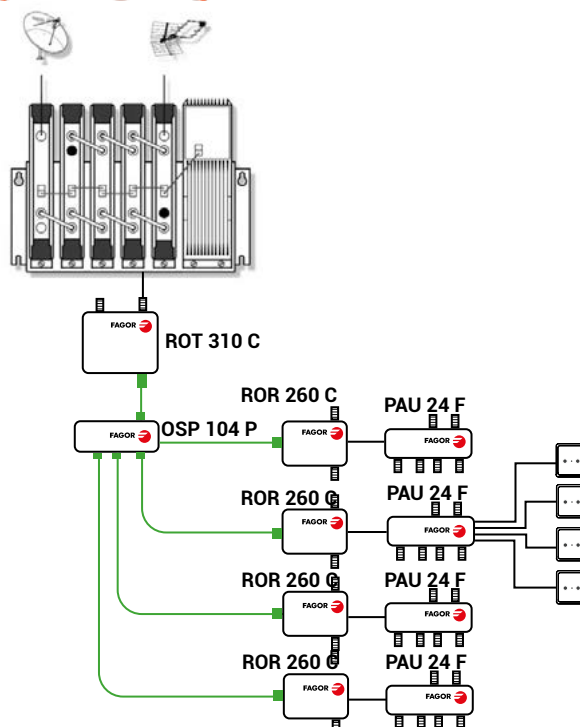 FAGOR
ROT 310 C
ROR 260 C
PAU 24 F
OSP 104 P
FAGOR
FAGOR
FAGOR
ROR 260 C
PAU 24 F
FAGOR
FAGOR
ROR 260 C
PAU 24 F
FAGOR
FAGOR
ROR 260 C
PAU 24 F
FAGOR
FAGOR